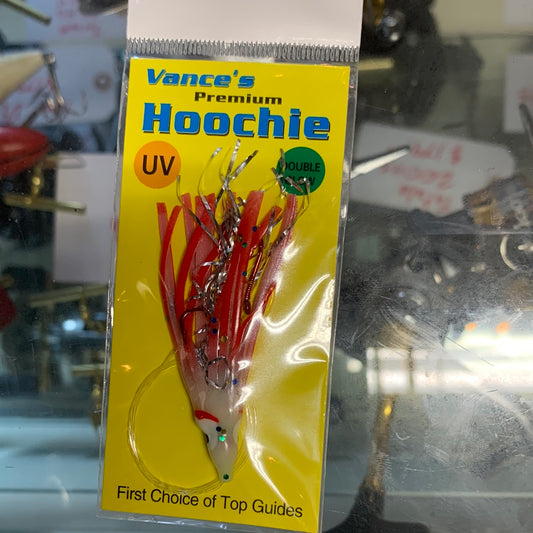 Vance's
Premium
Hoochie
UV
DOUBLE
First Choice of Top Guides